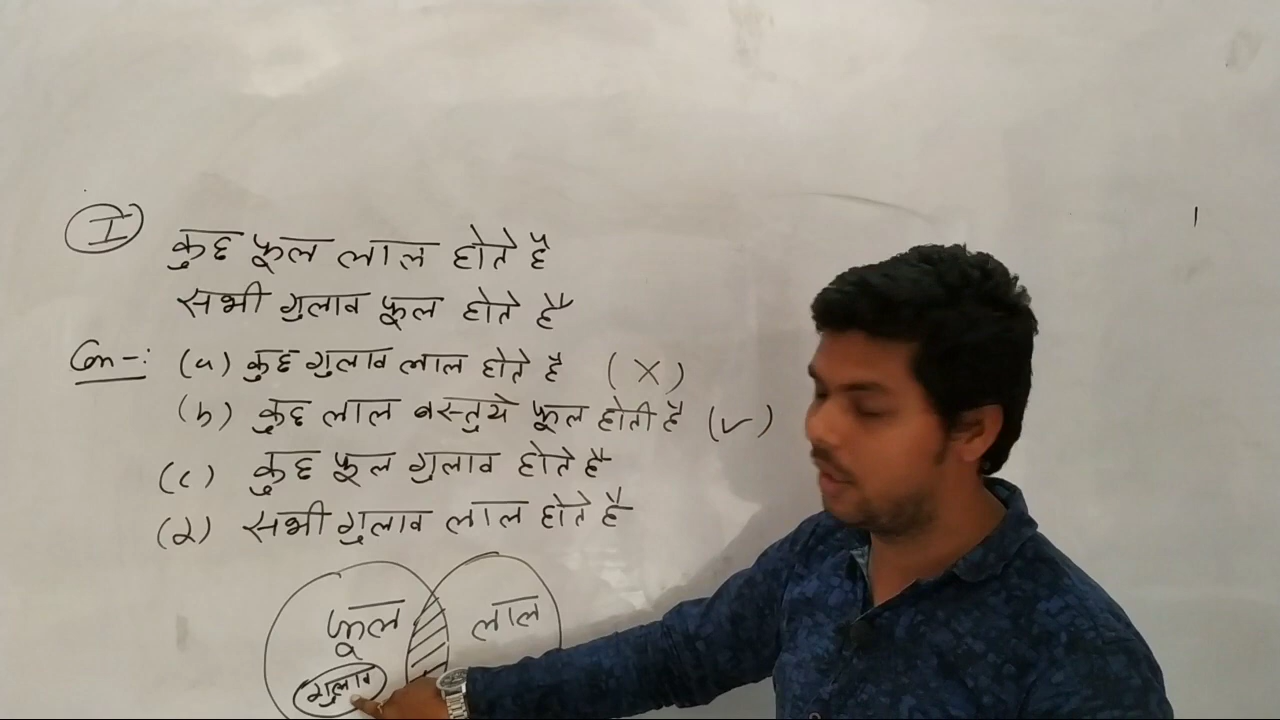 I
कुछ फूल लाल होते है
सभी गुलाब फूल होते है
Con -: (a) कुछ गुलाब लाल होते है (×)
(b) कुछ लाल वस्तुये फूल होती है (✓)
(c) कुछ फूल गुलाब होते है
(d) सभी गुलाब लाल होते है
फूल लाल
गुलाब